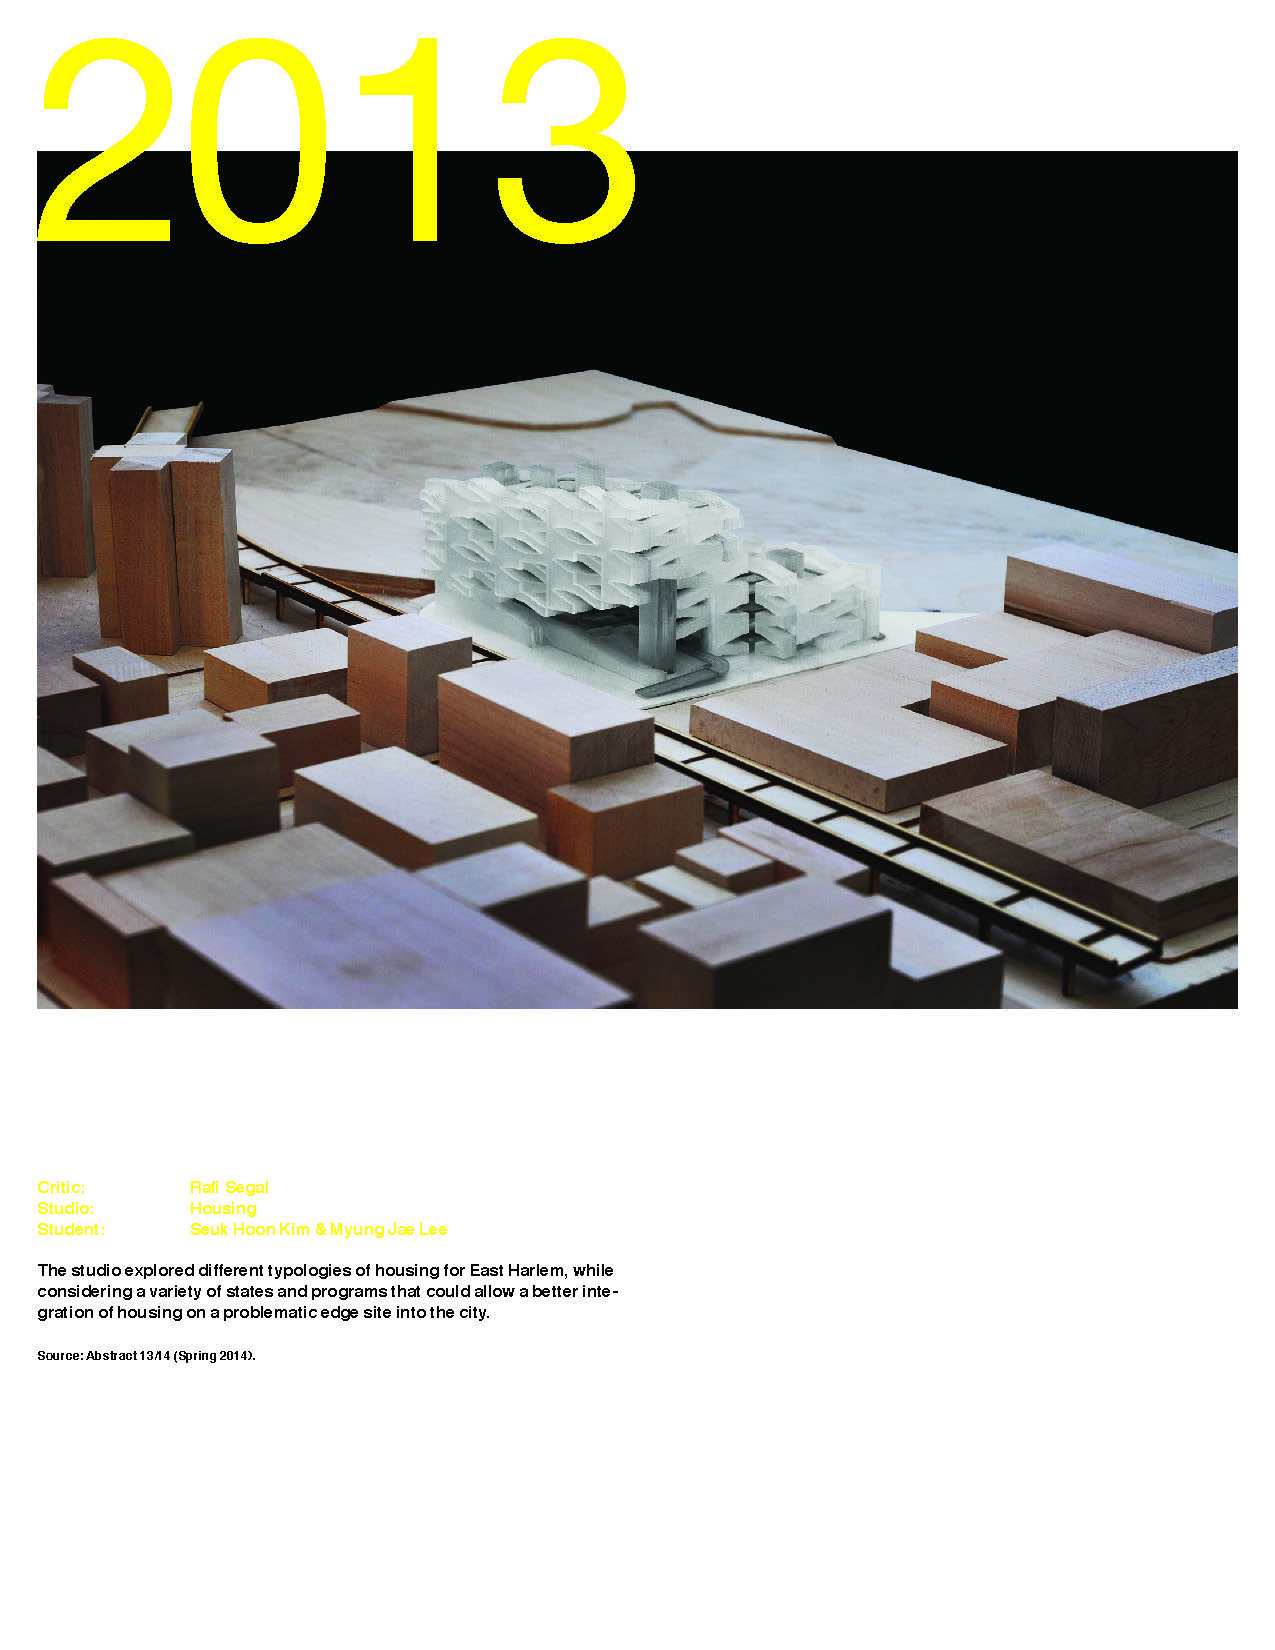 2013
Critic: Rafi Segal
Studio: Housing
Student: Seuk Hoon Kim & Myung Jae Lee
The studio explored different typologies of housing for East Harlem, while
considering a variety of states and programs that could allow a better inte-
gration of housing on a problematic edge site into the city.
Source: Abstract 13/14 (Spring 2014).